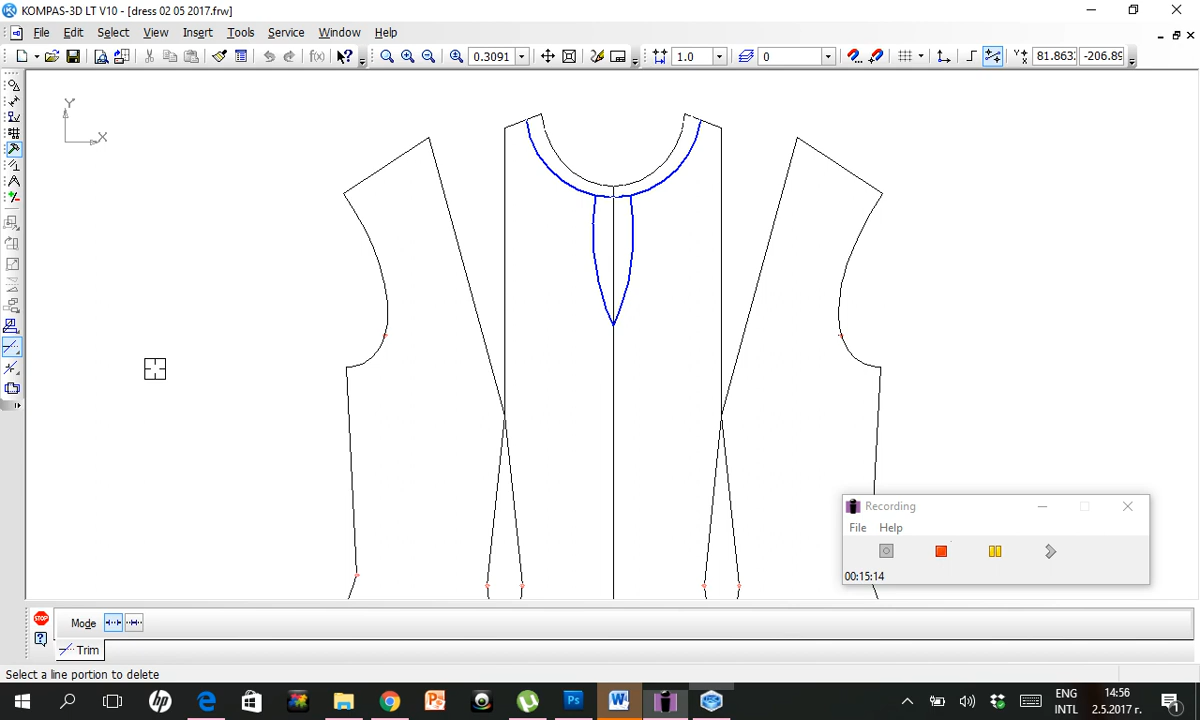 KOMPAS-3D LT V10 - [dress 02 05 2017.frw]
File Edit Select View Insert Tools Service Window Help
0.3091 1.0 0 81.863 -206.89
f(x)
Y
X
Recording
File Help
00:15:14
STOP Mode
Trim
Select a line portion to delete
ENG 14:56
INTL 2.5.2017 г.